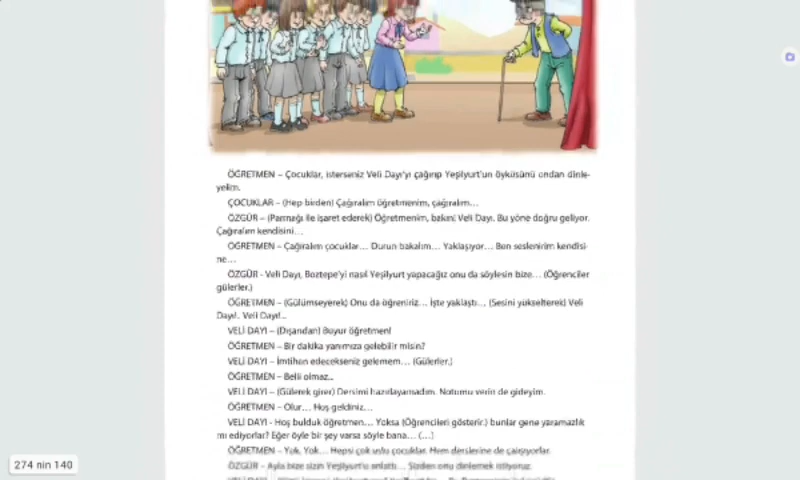 ÖĞRETMEN – Çocuklar, isterseniz Veli Dayı'yı çağırıp Yeşilyurt'un öyküsünü ondan dinle-
yelim.
ÇOCUKLAR – (Hep birden) Çağıralım öğretmenim, çağıralım...
ÖZGÜR – (Parmağı ile işaret ederek) Öğretmenim, bakın! Veli Dayı. Bu yöne doğru geliyor.
Çağıralım kendisini...
ÖĞRETMEN – Çağıralım çocuklar... Durun bakalım... Yaklaşıyor... Ben seslenirim kendisi-
ne...
ÖZGÜR - Veli Dayı, Boztepe'yi nasıl Yeşilyurt yapacağız onu da söylesin bize... (Öğrenciler
gülerler.)
ÖĞRETMEN – (Gülümseyerek) Onu da öğreniriz... İşte yaklaştı... (Sesini yükselterek) Veli
Dayı!.. Veli Dayı!...
VELİ DAYI – (Dışarıdan) Buyur öğretmen!
ÖĞRETMEN – Bir dakika yanımıza gelebilir misin?
VELİ DAYI – İmtihan edecekseniz gelemem... (Gülerler.)
ÖĞRETMEN – Belli olmaz...
VELİ DAYI – (Gülerek girer) Dersimi hazırlayamadım. Notumu verin de gideyim.
ÖĞRETMEN – Olur... Hoş geldiniz...
VELİ DAYI - Hoş bulduk öğretmen... Yoksa (Öğrencileri gösterir.) bunlar gene yaramazlık
mı ediyorlar? Eğer öyle bir şey varsa söyle bana... (...)
ÖĞRETMEN – Yok. Yok... Hepsi çok uslu çocuklar. Hem derslerine de çalışıyorlar.
ÖZGÜR – Ayla bize sizin Yeşilyurt'u anlattı... Sizden onu dinlemek istiyoruz.
274 nin 140